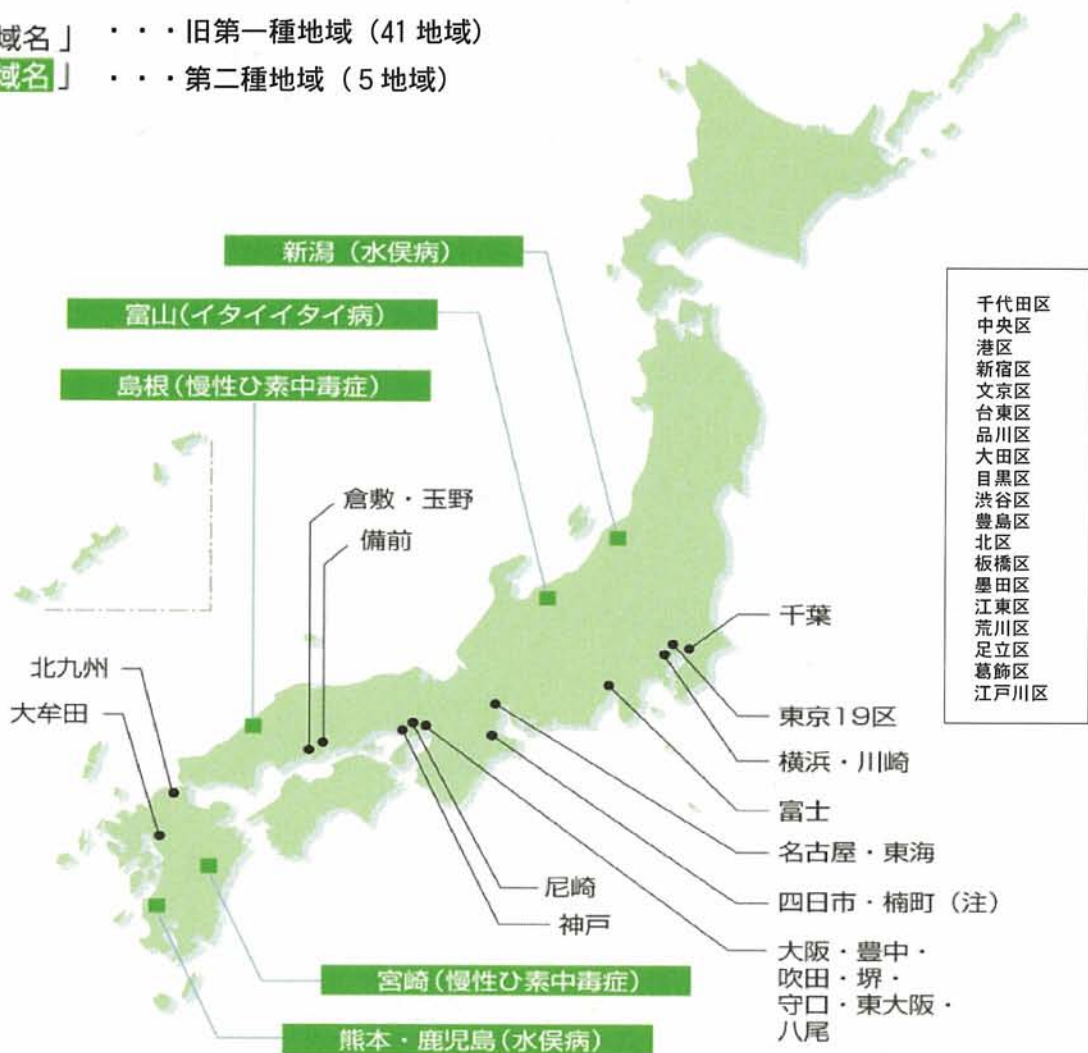 域名」 ・・・旧第一種地域 (41 地域)
域名」 ・・・第二種地域 (5 地域)
新潟 (水俣病)
富山(イタイイタイ病)
島根(慢性ひ素中毒症)
倉敷・玉野
備前
北九州
大牟田
千葉
東京19区
横浜・川崎
富士
名古屋・東海
四日市・楠町 (注)
大阪・豊中・
吹田・堺・
守口・東大阪・
八尾
尼崎
神戸
宮崎(慢性ひ素中毒症)
熊本・鹿児島(水俣病)
千代田区
中央区
港区
新宿区
文京区
台東区
品川区
大田区
目黒区
渋谷区
豊島区
北区
板橋区
墨田区
江東区
荒川区
足立区
葛飾区
江戸川区